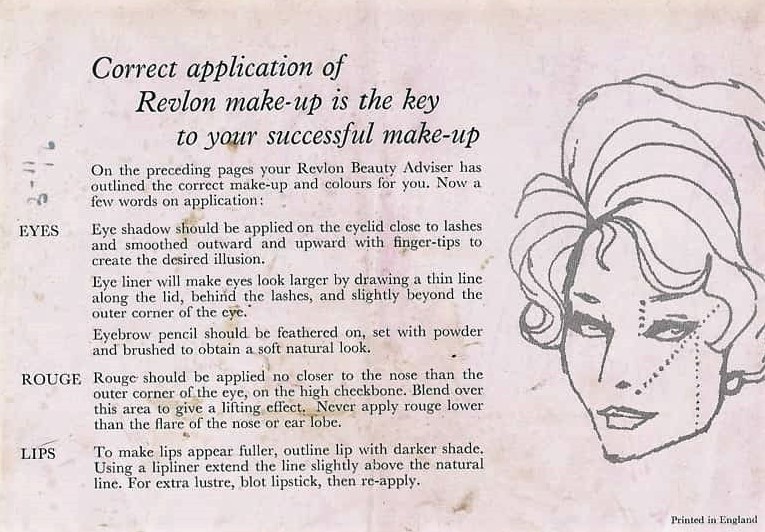 Correct application of
Revlon make-up is the key
to your successful make-up
On the preceding pages your Revlon Beauty Adviser has
outlined the correct make-up and colours for you. Now a
few words on application:
EYES
Eye shadow should be applied on the eyelid close to lashes
and smoothed outward and upward with finger-tips to
create the desired illusion.
Eye liner will make eyes look larger by drawing a thin line
along the lid, behind the lashes, and slightly beyond the
outer corner of the eye.
Eyebrow pencil should be feathered on, set with powder
and brushed to obtain a soft natural look.
ROUGE
Rouge should be applied no closer to the nose than the
outer corner of the eye, on the high cheekbone. Blend over
this area to give a lifting effect. Never apply rouge lower
than the flare of the nose or ear lobe.
LIPS
To make lips appear fuller, outline lip with darker shade.
Using a lipliner extend the line slightly above the natural
line. For extra lustre, blot lipstick, then re-apply.
Printed in England